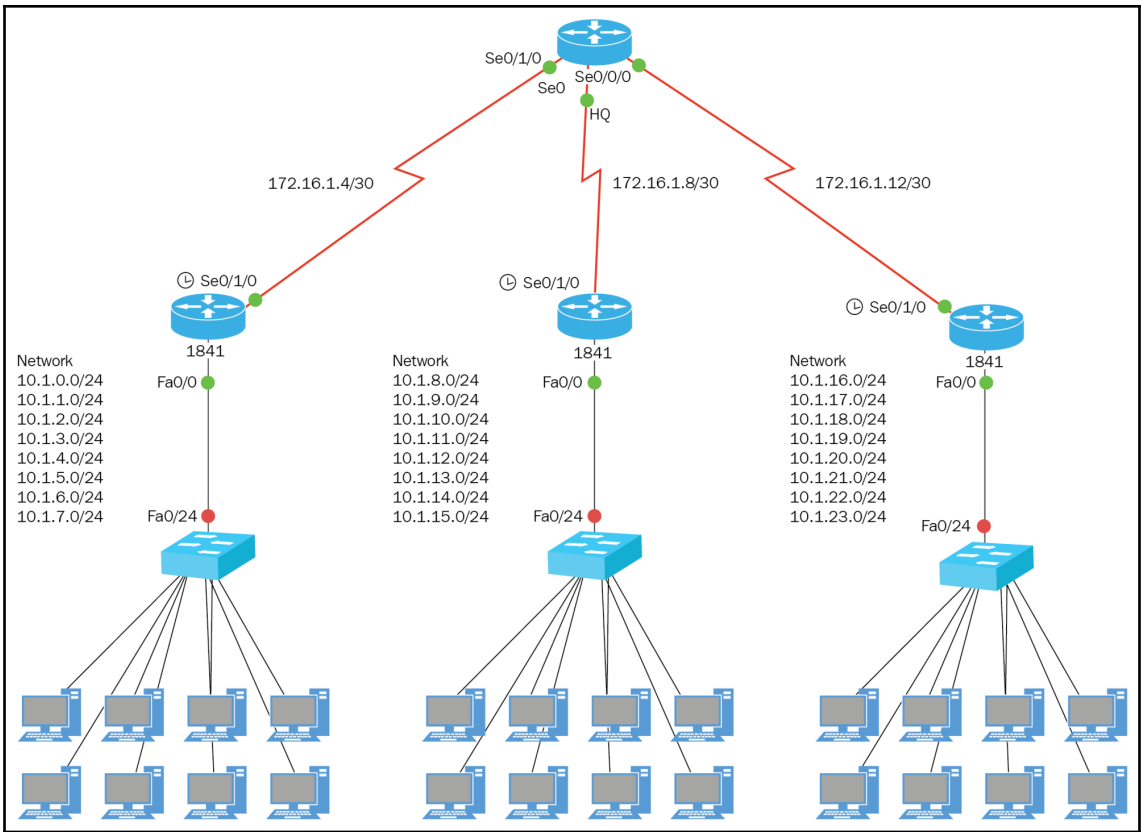 Se0/1/0
Se0/0/0
Se0
HQ
172.16.1.4/30
172.16.1.8/30
172.16.1.12/30
Se0/1/0
Se0/1/0
Se0/1/0
1841
1841
1841
Network
10.1.0.0/24
10.1.1.0/24
10.1.2.0/24
10.1.3.0/24
10.1.4.0/24
10.1.5.0/24
10.1.6.0/24
10.1.7.0/24
Fa0/0
Fa0/24
Network
10.1.8.0/24
10.1.9.0/24
10.1.10.0/24
10.1.11.0/24
10.1.12.0/24
10.1.13.0/24
10.1.14.0/24
10.1.15.0/24
Fa0/0
Fa0/24
Network
10.1.16.0/24
10.1.17.0/24
10.1.18.0/24
10.1.19.0/24
10.1.20.0/24
10.1.21.0/24
10.1.22.0/24
10.1.23.0/24
Fa0/0
Fa0/24